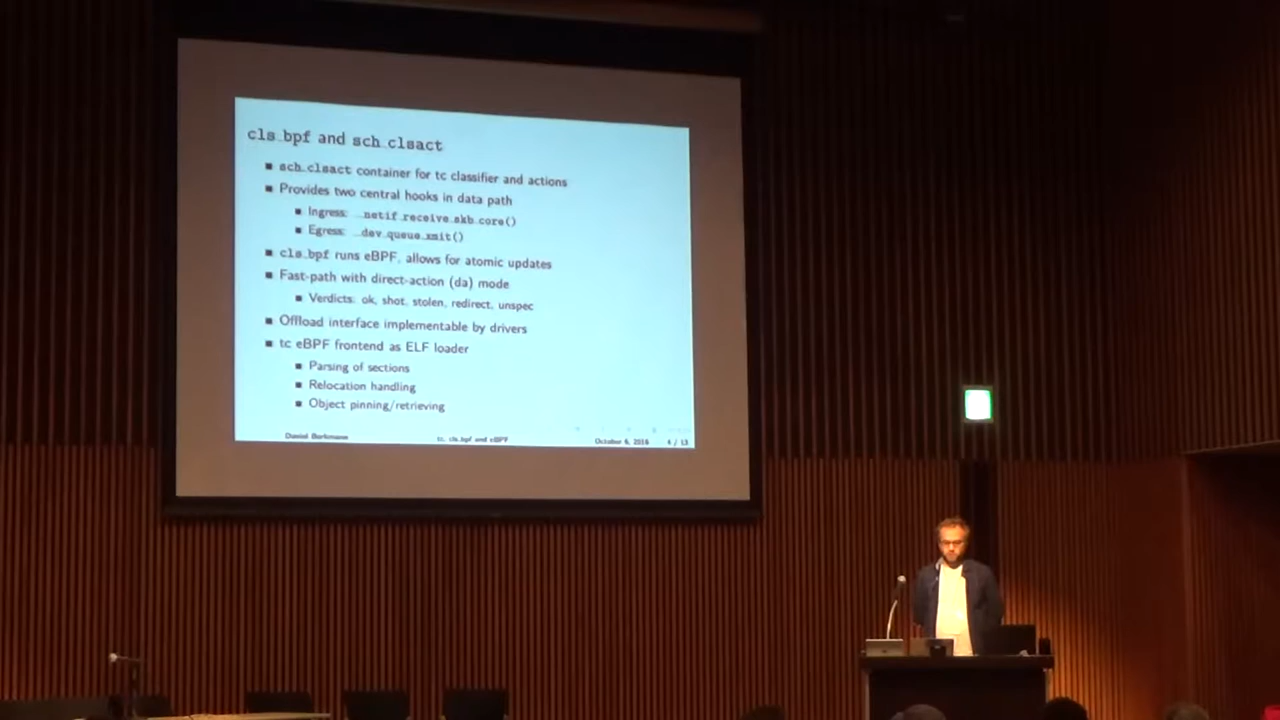 cls_bpf and sch_clsact
sch_clsact container for tc classifier and actions
Provides two central hooks in data path
Ingress: __netif_receive_skb_core()
Egress: __dev_queue_xmit()
cls_bpf runs eBPF, allows for atomic updates
Fast-path with direct-action (da) mode
Verdicts: ok, shot, stolen, redirect, unspec
Offload interface implementable by drivers
tc eBPF frontend as ELF loader
Parsing of sections
Relocation handling
Object pinning/retrieving
Daniel Borkmann tc, cls_bpf and eBPF October 6, 2016 4 / 13